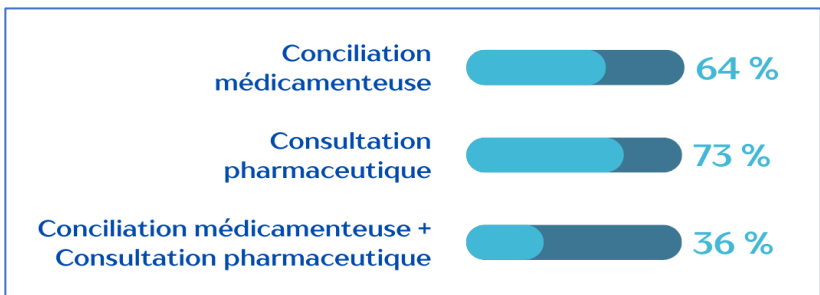 Conciliation
médicamenteuse
64 %
Consultation
pharmaceutique
73 %
Conciliation médicamenteuse +
Consultation pharmaceutique
36 %